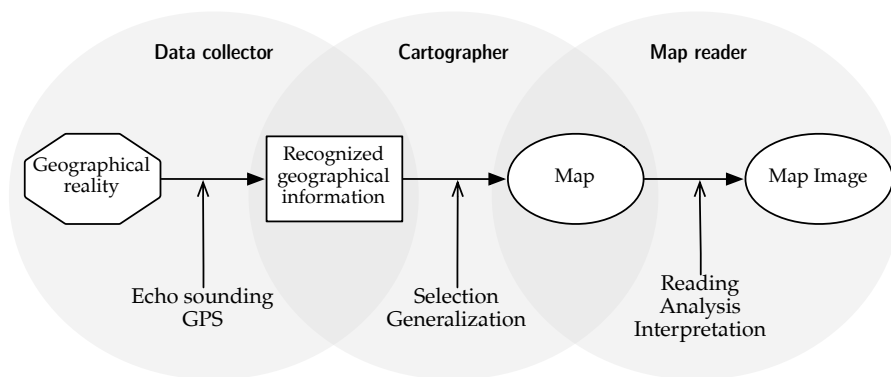 Data collector
Cartographer
Map reader
Geographical
reality
Recognized
geographical
information
Map
Map Image
Echo sounding
GPS
Selection
Generalization
Reading
Analysis
Interpretation